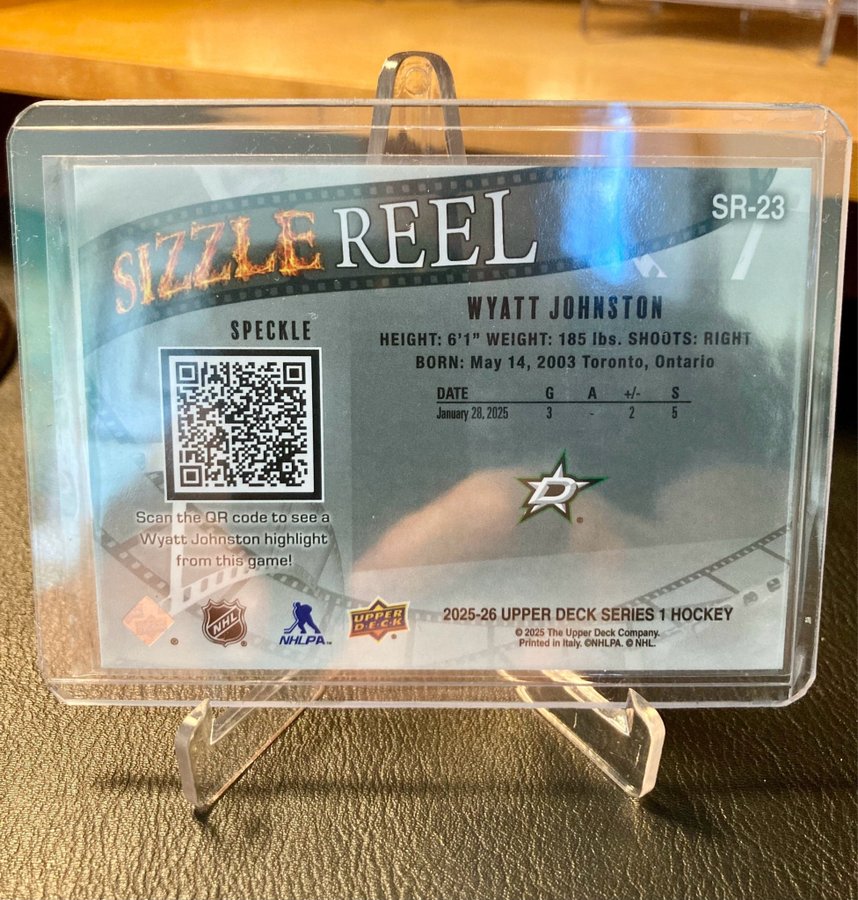 SIZZLE REEL
SR-23
WYATT JOHNSTON
HEIGHT: 6'1" WEIGHT: 185 lbs. SHOOTS: RIGHT
BORN: May 14, 2003 Toronto, Ontario
DATE G A +/- S
January 28, 2025 3 - 2 5
SPECKLE
Scan the QR code to see a
Wyatt Johnston highlight
from this game!
D
NHL
NHLPA
UPPER
DECK
2025-26 UPPER DECK SERIES 1 HOCKEY
© 2025 The Upper Deck Company.
Printed in Italy. ©NHLPA. © NHL.